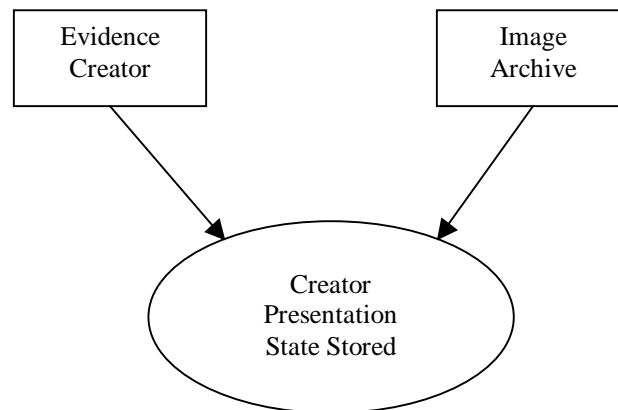 Evidence
Creator
Image
Archive
Creator
Presentation
State Stored